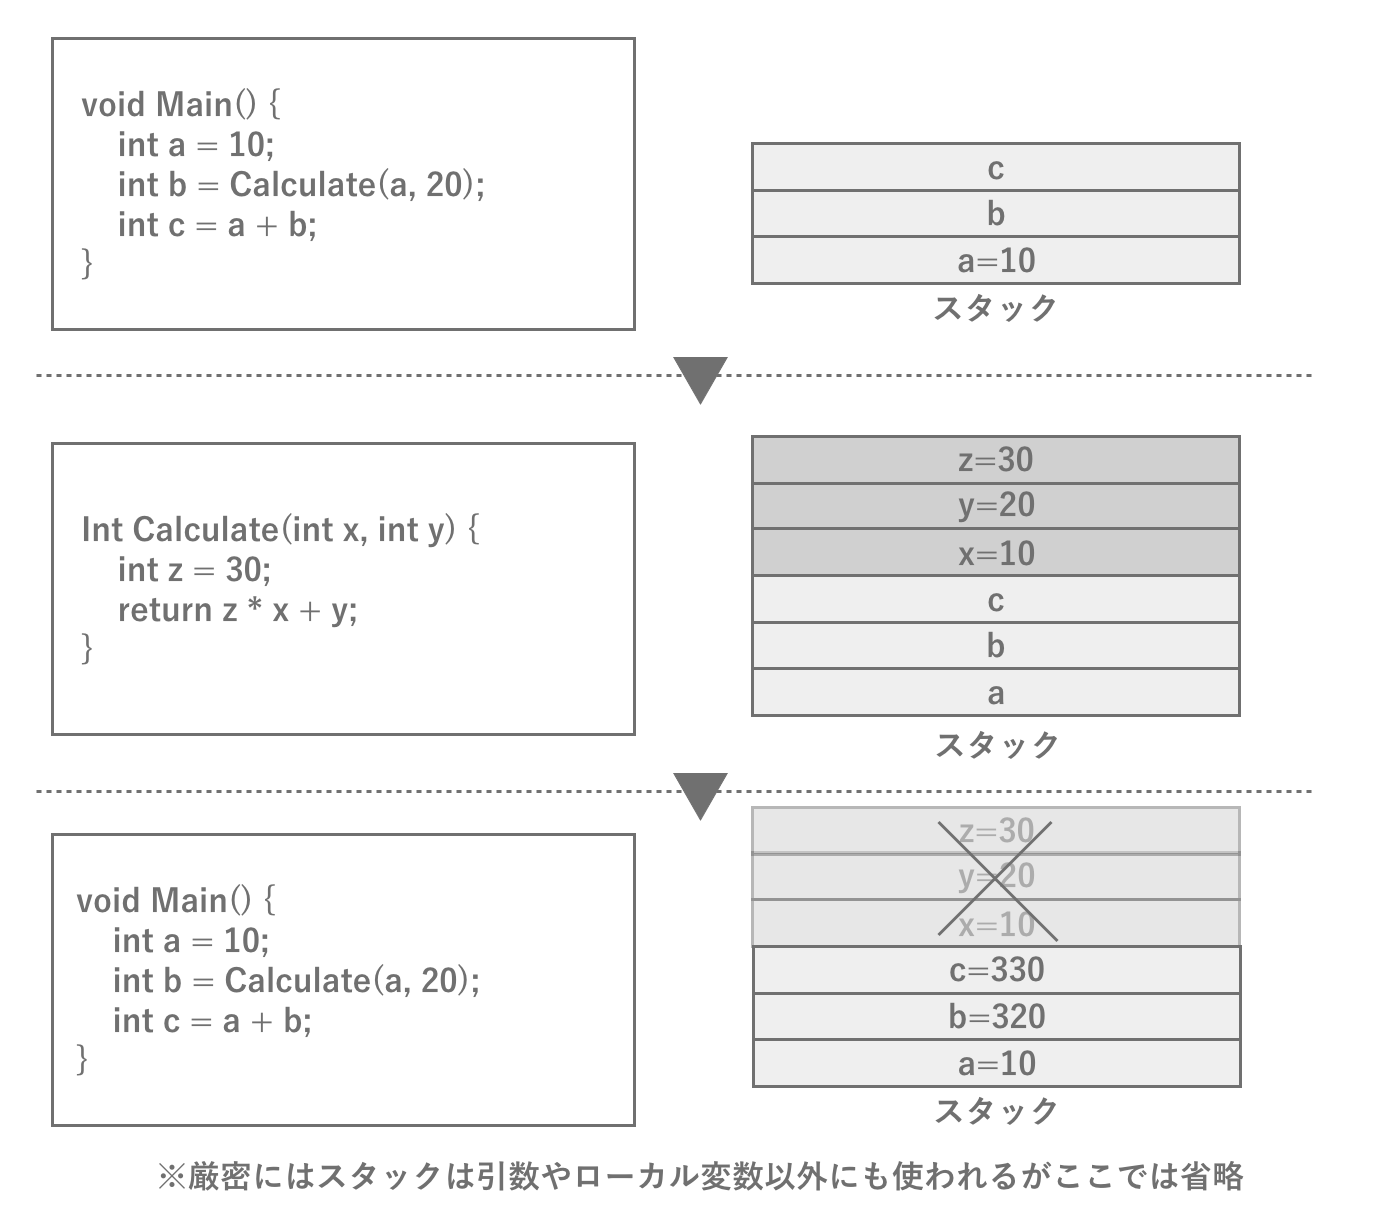 void Main() {
int a = 10;
int b = Calculate(a, 20);
int c = a + b;
}
c
b
a=10
スタック
Int Calculate(int x, int y) {
int z = 30;
return z * x + y;
}
z=30
y=20
x=10
c
b
a
スタック
void Main() {
int a = 10;
int b = Calculate(a, 20);
int c = a + b;
}
z=30
y=20
x=10
c=330
b=320
a=10
スタック
※厳密にはスタックは引数やローカル変数以外にも使われるがここでは省略